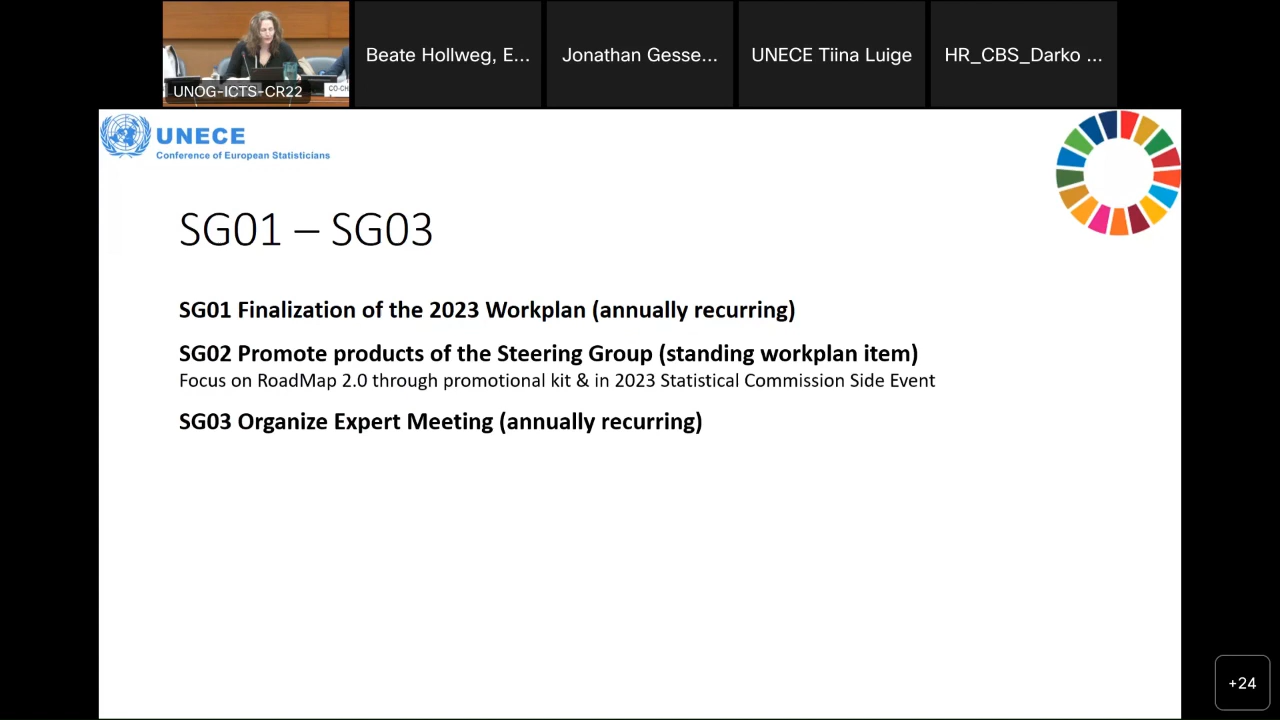 UNOG-ICTS-CR22
CO-CH
Beate Hollweg, E...
Jonathan Gesse...
UNECE Tiina Luige
HR_CBS_Darko ...
UNECE
Conference of European Statisticians
SG01 – SG03
SG01 Finalization of the 2023 Workplan (annually recurring)
SG02 Promote products of the Steering Group (standing workplan item)
Focus on RoadMap 2.0 through promotional kit & in 2023 Statistical Commission Side Event
SG03 Organize Expert Meeting (annually recurring)
+24